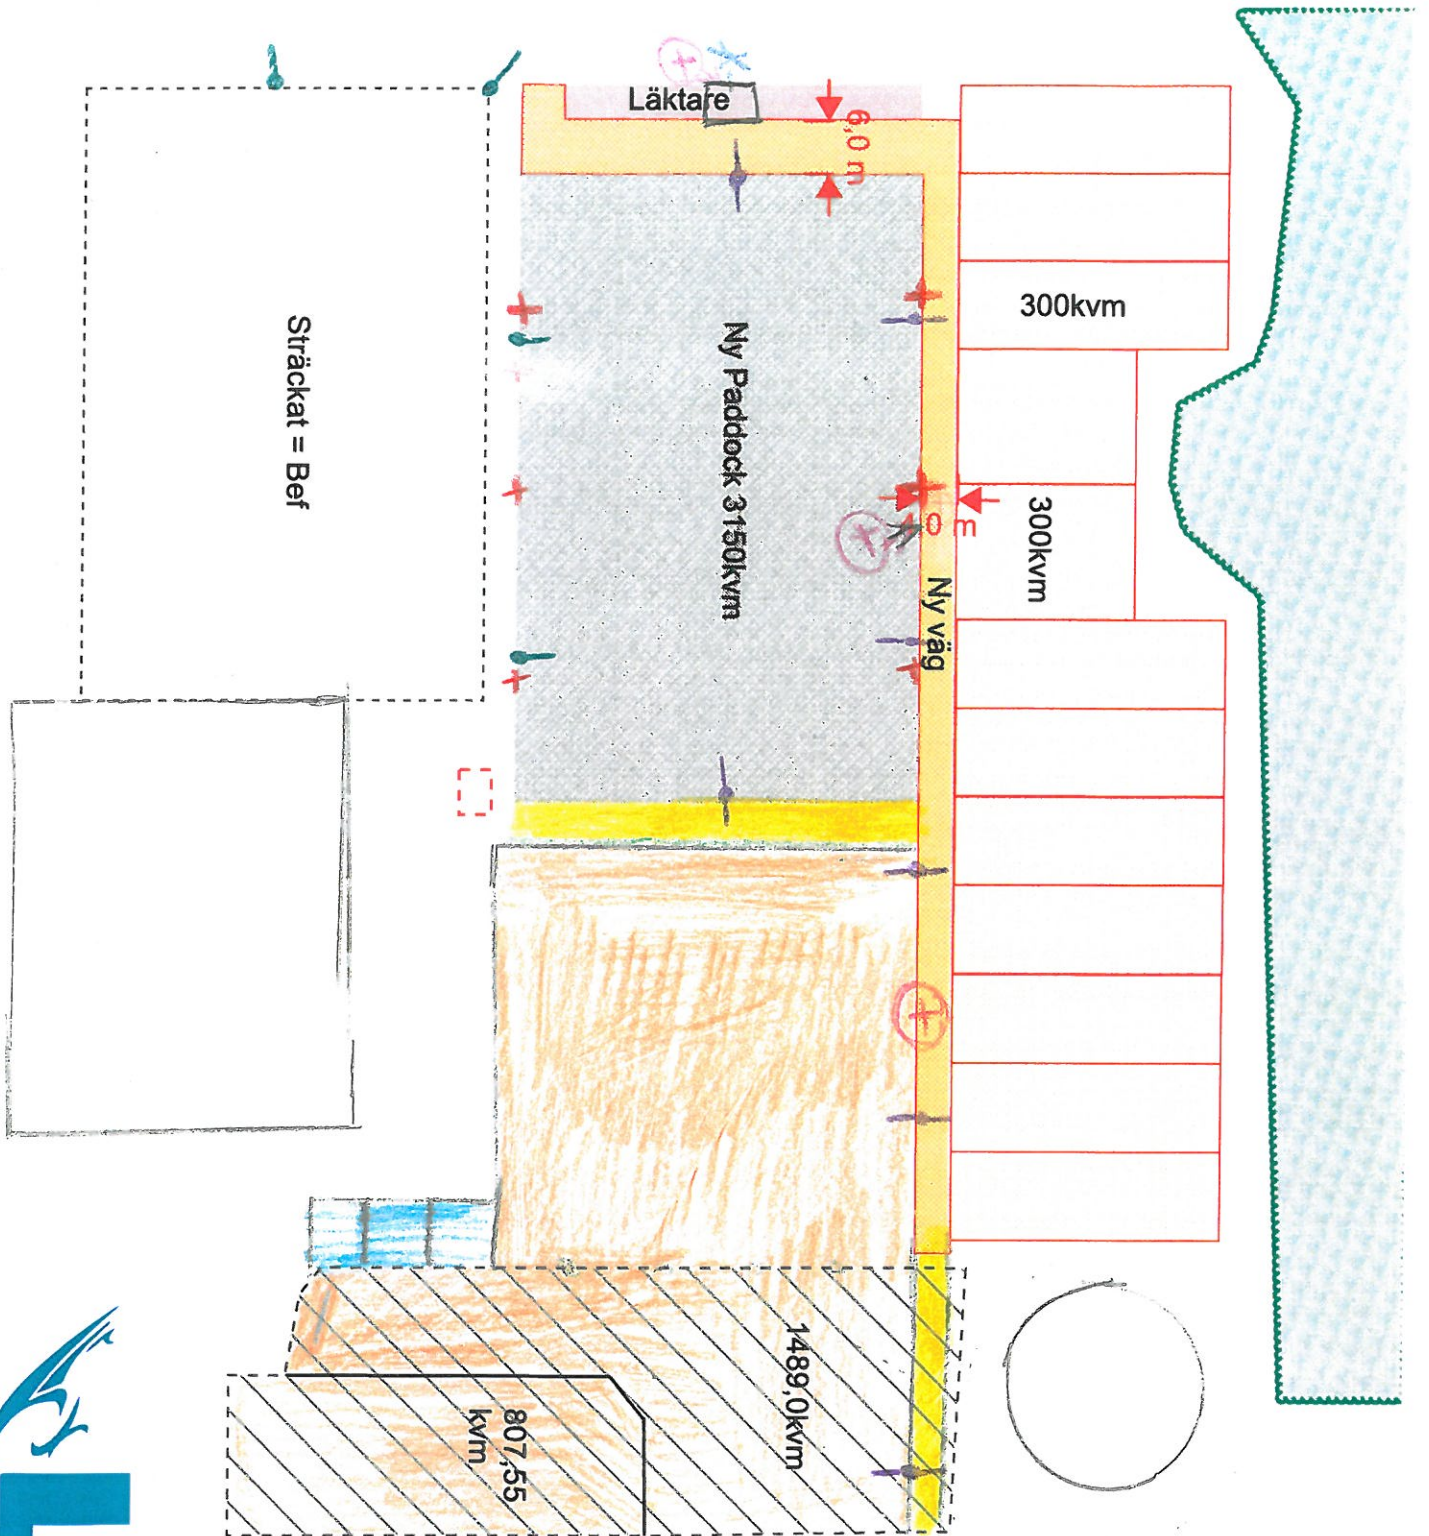 Läktare
6,0 m
300kvm
Sträckat = Bef
Ny Paddock 3150kvm
0 m
300kvm
Ny väg
1489,0kvm
807,55
kvm